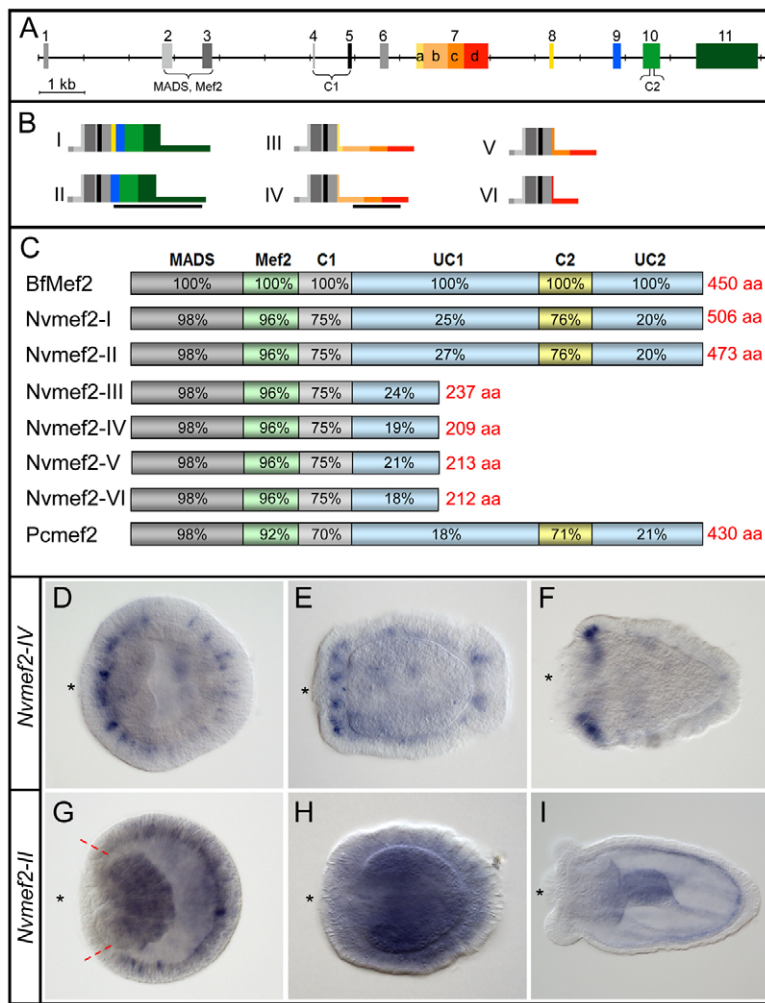 A
1 2 3 4 5 6 7 8 9 10 11
a b c d
1 kb
MADS, Mef2 C1 C2
B
I III V
II IV VI
C
MADS Mef2 C1 UC1 C2 UC2
BfMef2 100% 100% 100% 100% 100% 100% 450 aa
Nvmef2-I 98% 96% 75% 25% 76% 20% 506 aa
Nvmef2-II 98% 96% 75% 27% 76% 20% 473 aa
Nvmef2-III 98% 96% 75% 24% 237 aa
Nvmef2-IV 98% 96% 75% 19% 209 aa
Nvmef2-V 98% 96% 75% 21% 213 aa
Nvmef2-VI 98% 96% 75% 18% 212 aa
Pcmef2 98% 92% 70% 18% 71% 21% 430 aa
Nvmef2-IV
D E F
* * *
Nvmef2-II
G H I
* * *